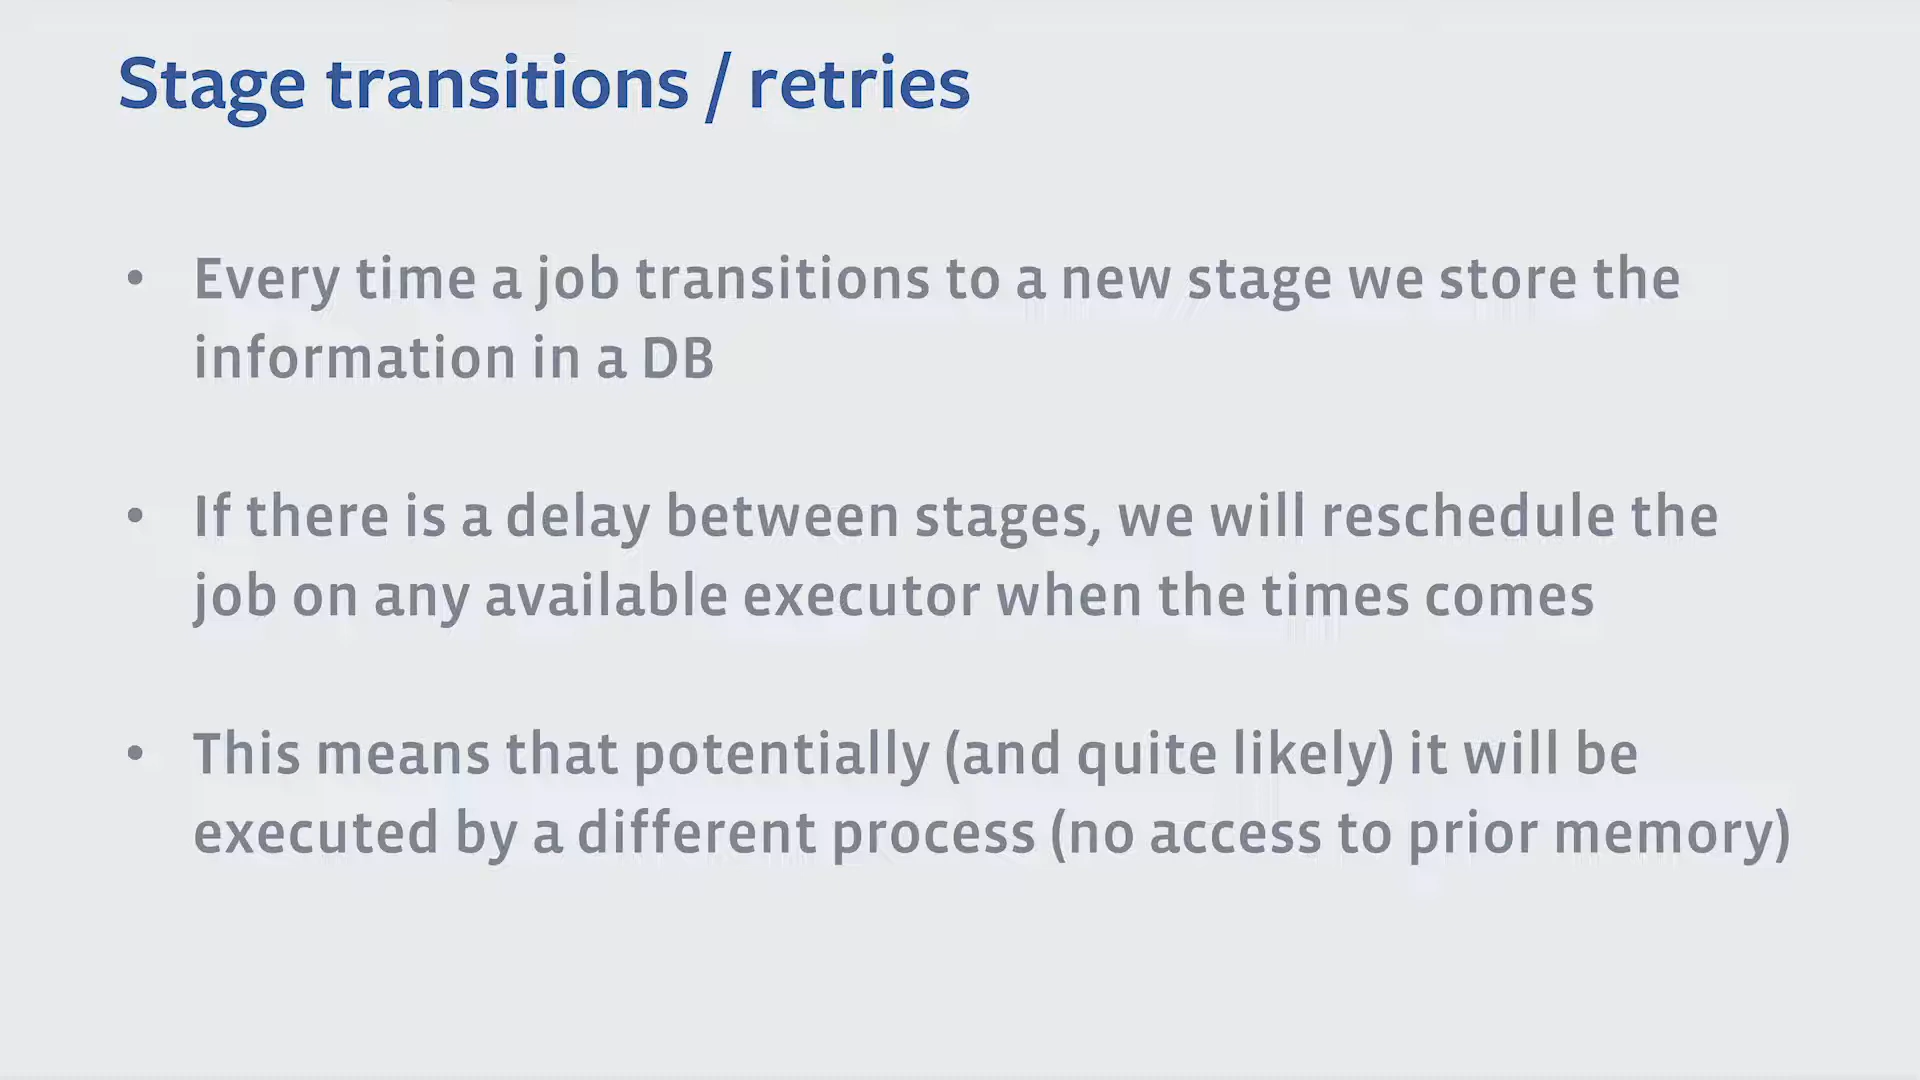 Stage transitions / retries
• Every time a job transitions to a new stage we store the
information in a DB
• If there is a delay between stages, we will reschedule the
job on any available executor when the times comes
• This means that potentially (and quite likely) it will be
executed by a different process (no access to prior memory)